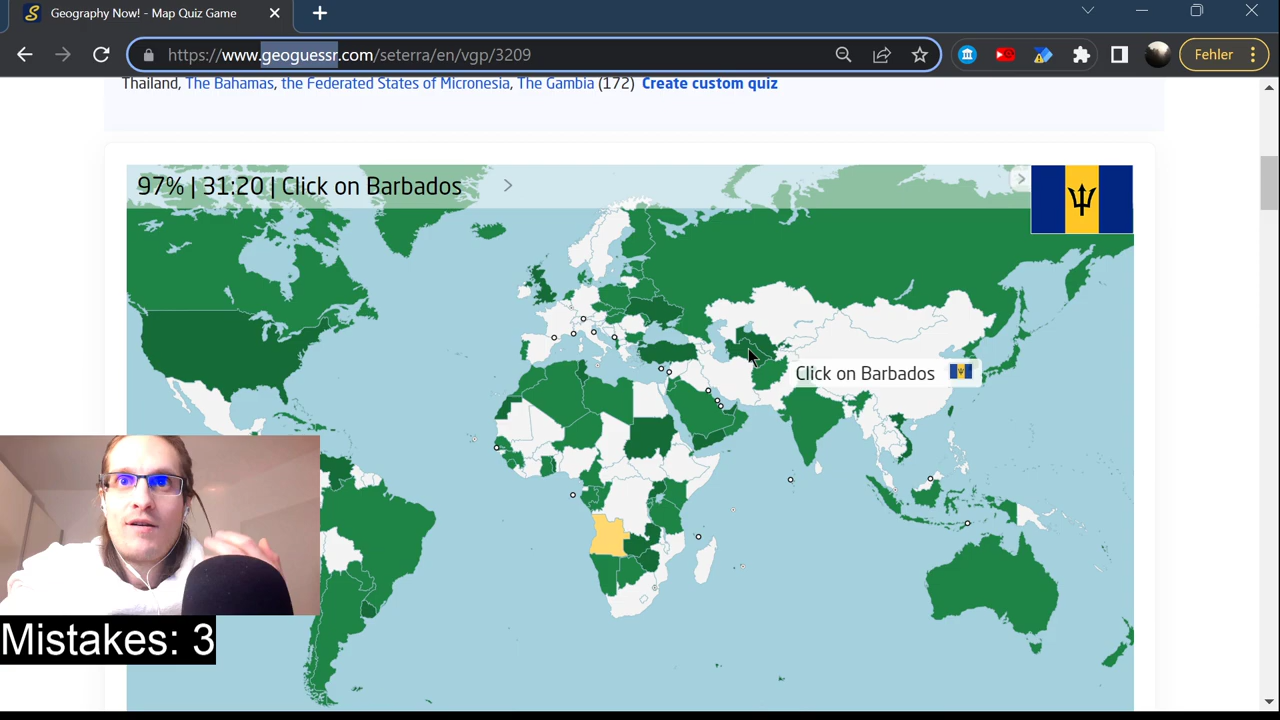 Geography Now! - Map Quiz Game
https://www.geoguessr.com/seterra/en/vgp/3209
Fehler
Thailand, The Bahamas, the Federated States of Micronesia, The Gambia (172) Create custom quiz
97% | 31:20 | Click on Barbados
Click on Barbados
Mistakes: 3